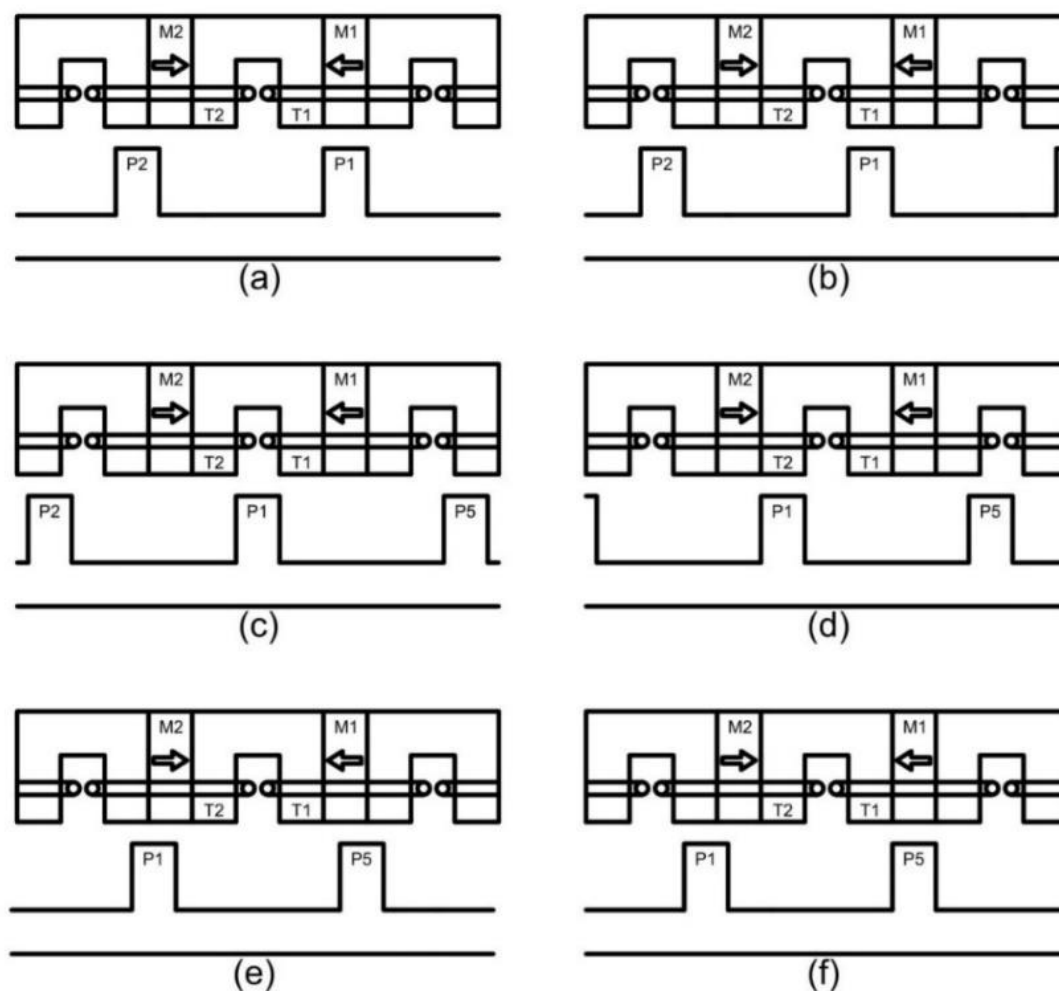 M2 M1 M2 M1
T2 T1 T2 T1
P2 P1 P2 P1
(a) (b)
M2 M1 M2 M1
T2 T1 T2 T1
P2 P1 P5 P1 P5
(c) (d)
M2 M1 M2 M1
T2 T1 T2 T1
P1 P5 P1 P5
(e) (f)